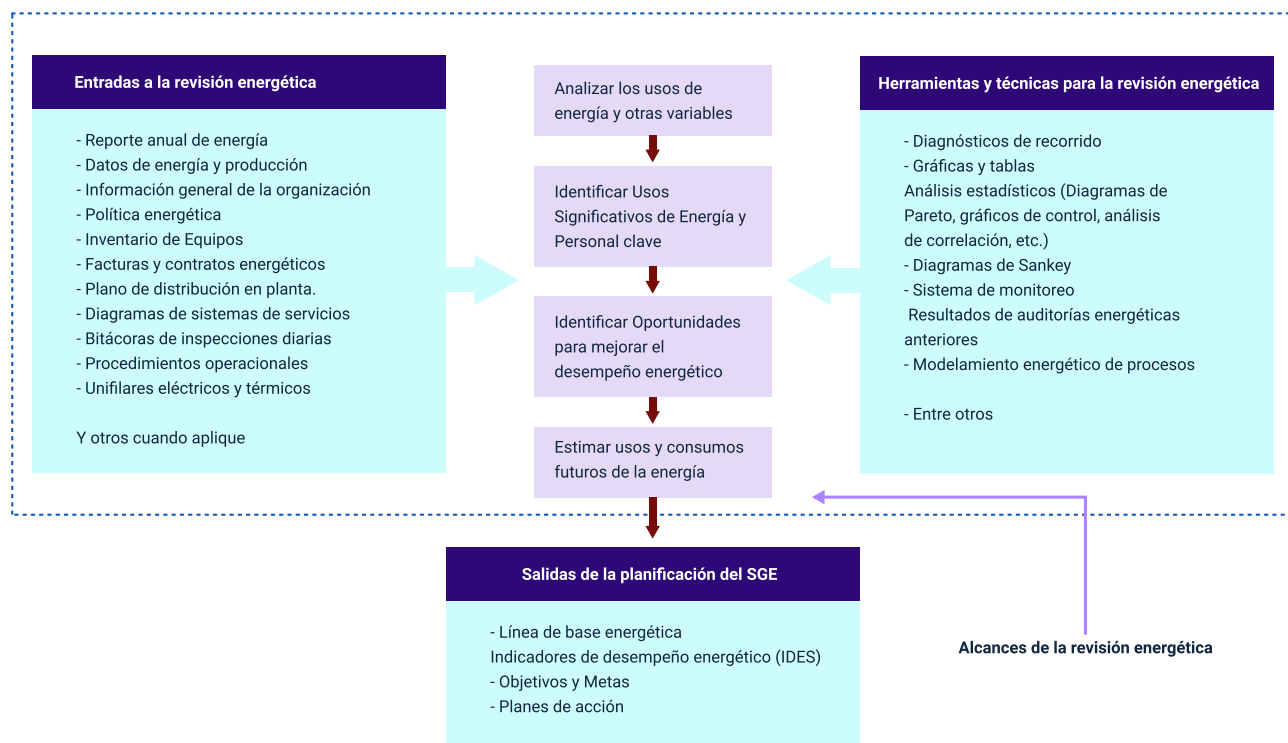 Entradas a la revisión energética
- Reporte anual de energía
- Datos de energía y producción
- Información general de la organización
- Política energética
- Inventario de Equipos
- Facturas y contratos energéticos
- Plano de distribución en planta.
- Diagramas de sistemas de servicios
- Bitácoras de inspecciones diarias
- Procedimientos operacionales
- Unifilares eléctricos y térmicos
Y otros cuando aplique
Analizar los usos de
energía y otras variables
Identificar Usos
Significativos de Energía y
Personal clave
Identificar Oportunidades
para mejorar el
desempeño energético
Estimar usos y consumos
futuros de la energía
Herramientas y técnicas para la revisión energética
- Diagnósticos de recorrido
- Gráficas y tablas
Análisis estadísticos (Diagramas de
Pareto, gráficos de control, análisis
de correlación, etc.)
- Diagramas de Sankey
- Sistema de monitoreo
Resultados de auditorías energéticas
anteriores
- Modelamiento energético de procesos
- Entre otros
Salidas de la planificación del SGE
- Línea de base energética
Indicadores de desempeño energético (IDES)
- Objetivos y Metas
- Planes de acción
Alcances de la revisión energética